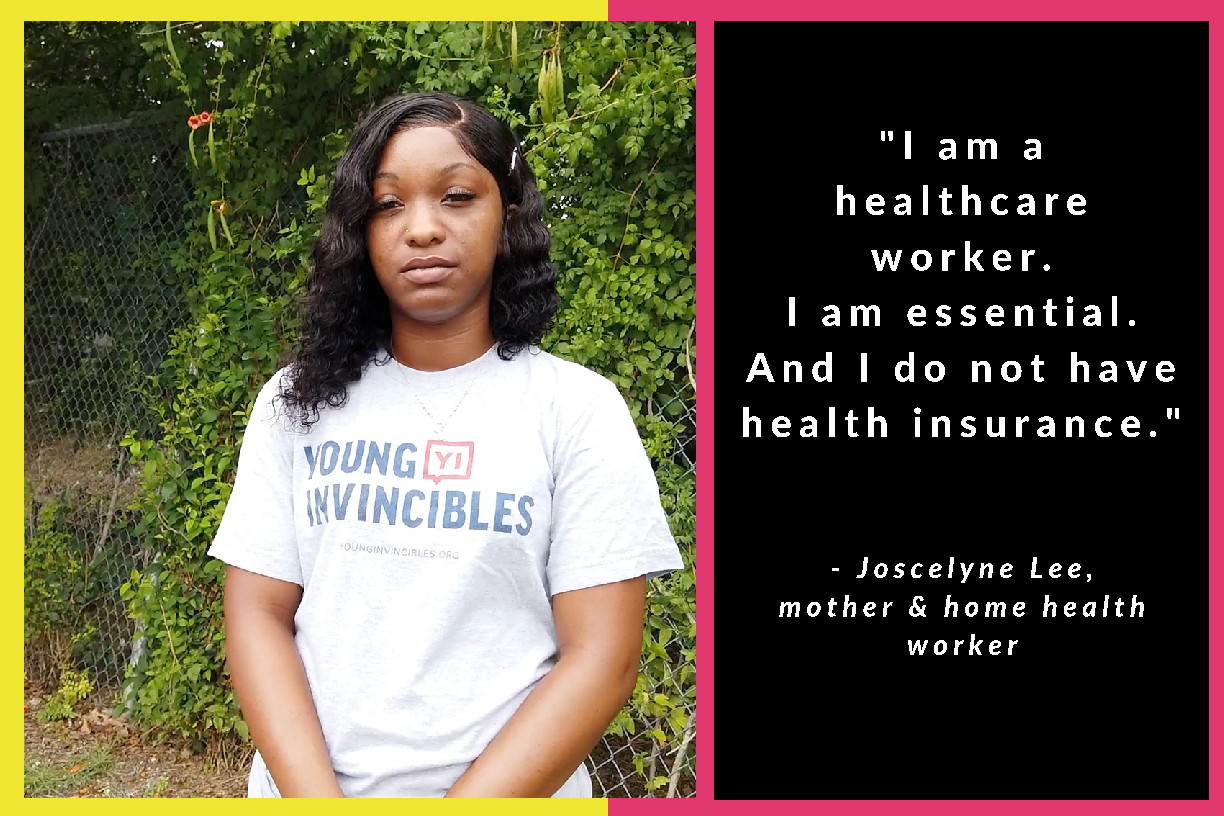 YOUNG YI
INVINCIBLES
YOUNGINVINCIBLES.ORG
"I am a
healthcare
worker.
I am essential.
And I do not have
health insurance."
- Joscelyne Lee,
mother & home health
worker